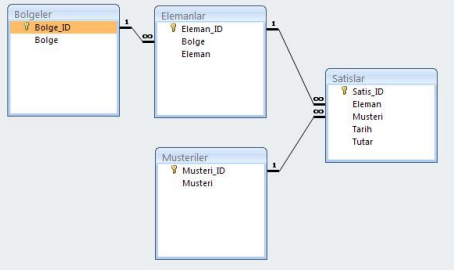 Bolgeler
Bolge_ID
Bolge
1
∞
Elemanlar
Eleman_ID
Bolge
Eleman
1
∞
∞
Satislar
Satis_ID
Eleman
Musteri
Tarih
Tutar
Musteriler
Musteri_ID
Musteri
1